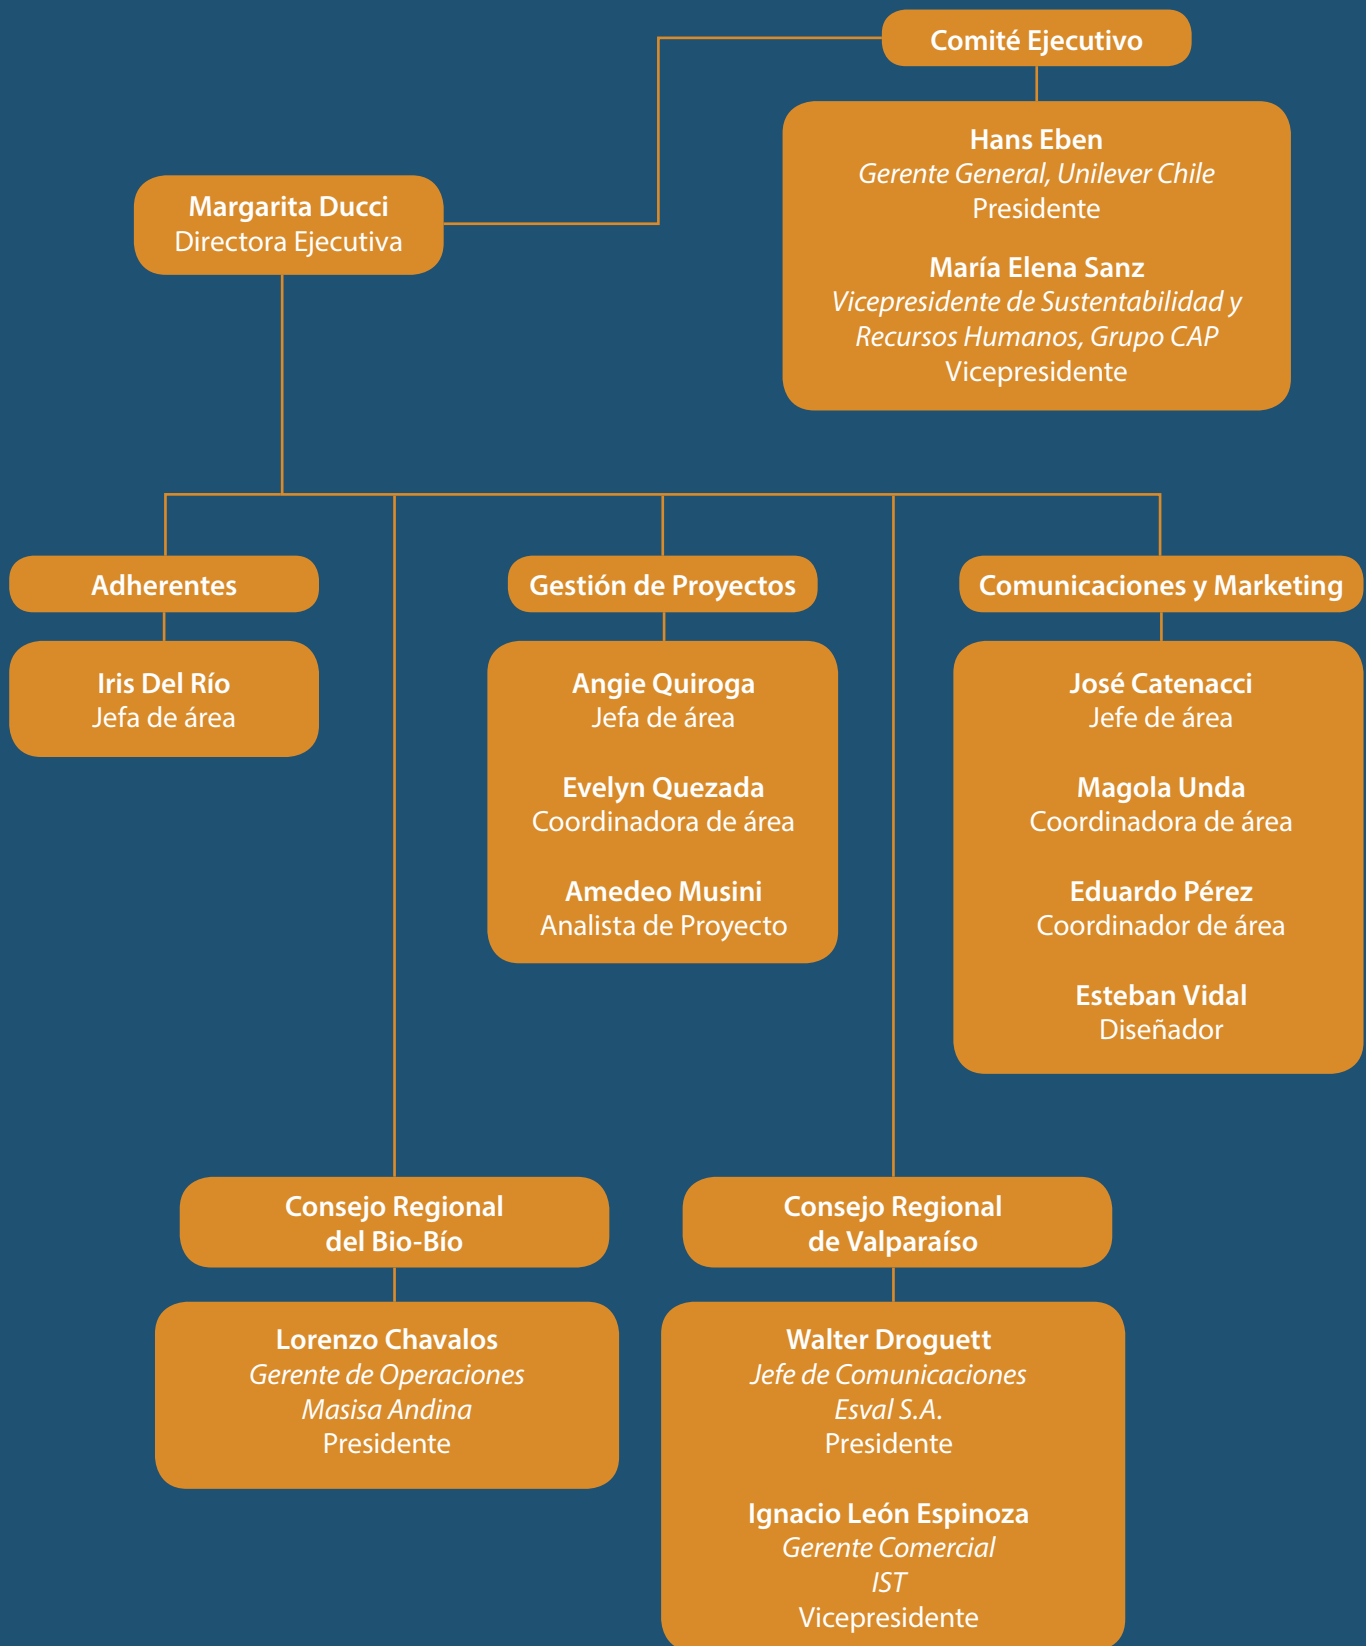 Comité Ejecutivo
Hans Eben
Gerente General, Unilever Chile
Presidente
María Elena Sanz
Vicepresidente de Sustentabilidad y
Recursos Humanos, Grupo CAP
Vicepresidente
Margarita Ducci
Directora Ejecutiva
Adherentes
Iris Del Río
Jefa de área
Gestión de Proyectos
Angie Quiroga
Jefa de área
Evelyn Quezada
Coordinadora de área
Amedeo Musini
Analista de Proyecto
Comunicaciones y Marketing
José Catenacci
Jefe de área
Magola Unda
Coordinadora de área
Eduardo Pérez
Coordinador de área
Esteban Vidal
Diseñador
Consejo Regional
del Bio-Bío
Lorenzo Chavalos
Gerente de Operaciones
Masisa Andina
Presidente
Consejo Regional
de Valparaíso
Walter Droguett
Jefe de Comunicaciones
Esval S.A.
Presidente
Ignacio León Espinoza
Gerente Comercial
IST
Vicepresidente